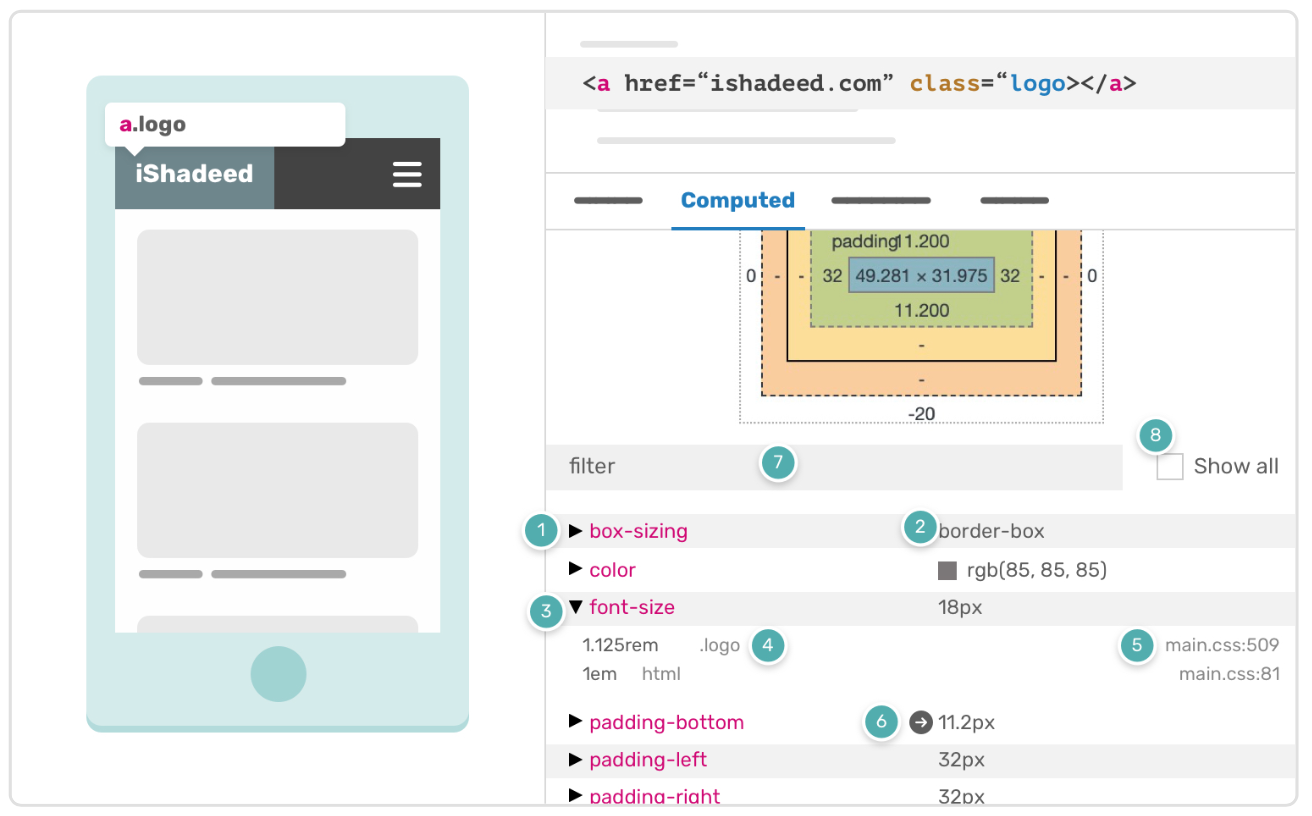 a.logo
iShadeed
<a href=“ishadeed.com” class=“logo></a>
Computed
padding 11.200
0 - - 32 49.281 × 31.975 32 - - 0
11.200
-
-
-20
8
filter 7 Show all
1 box-sizing 2 border-box
color rgb(85, 85, 85)
3 font-size 18px
1.125rem .logo 4 5 main.css:509
1em html main.css:81
padding-bottom 6 11.2px
padding-left 32px
padding-right 32px